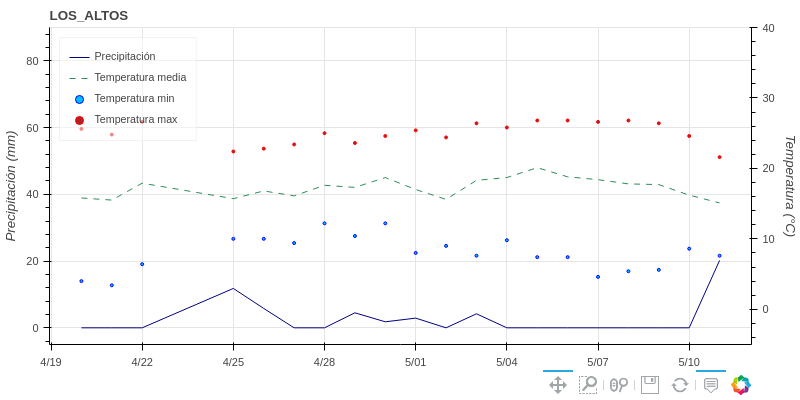 LOS_ALTOS
Precipitación
Temperatura media
Temperatura min
Temperatura max
Precipitación (mm)
80
60
40
20
0
Temperatura (°C)
40
30
20
10
0
4/19
4/22
4/25
4/28
5/01
5/04
5/07
5/10